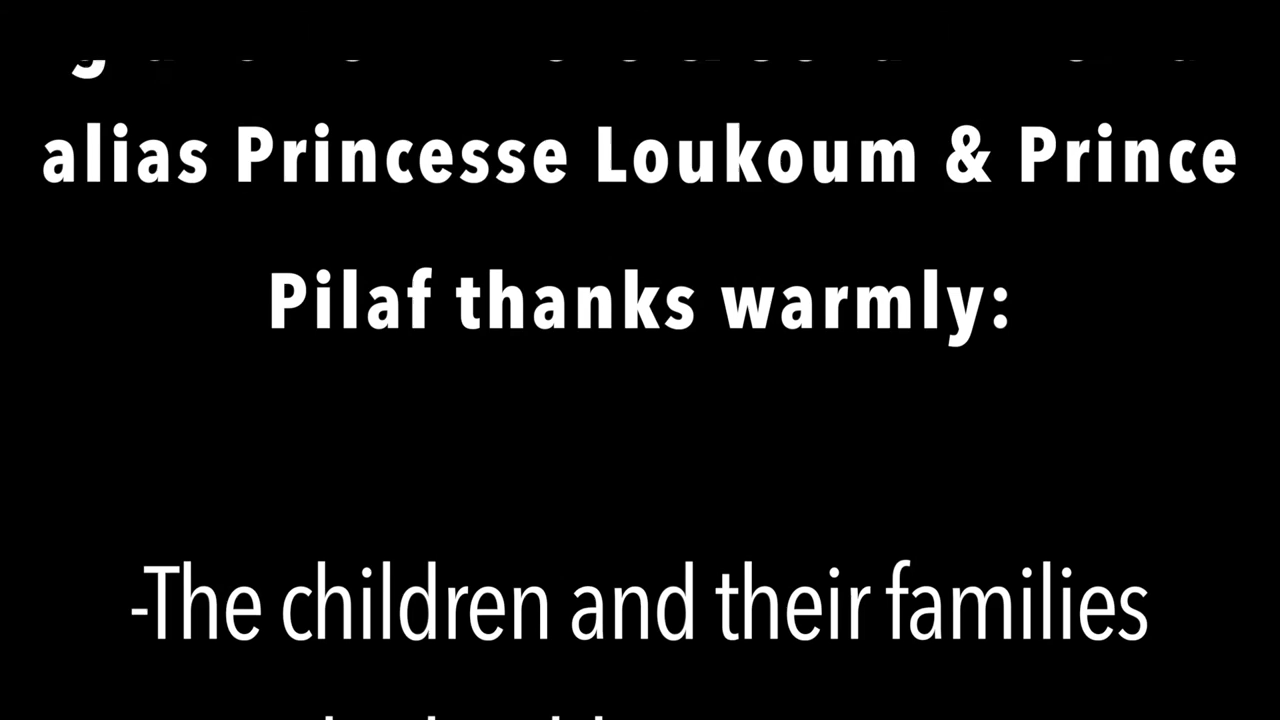 alias Princesse Loukoum & Prince
Pilaf thanks warmly:
-The children and their families